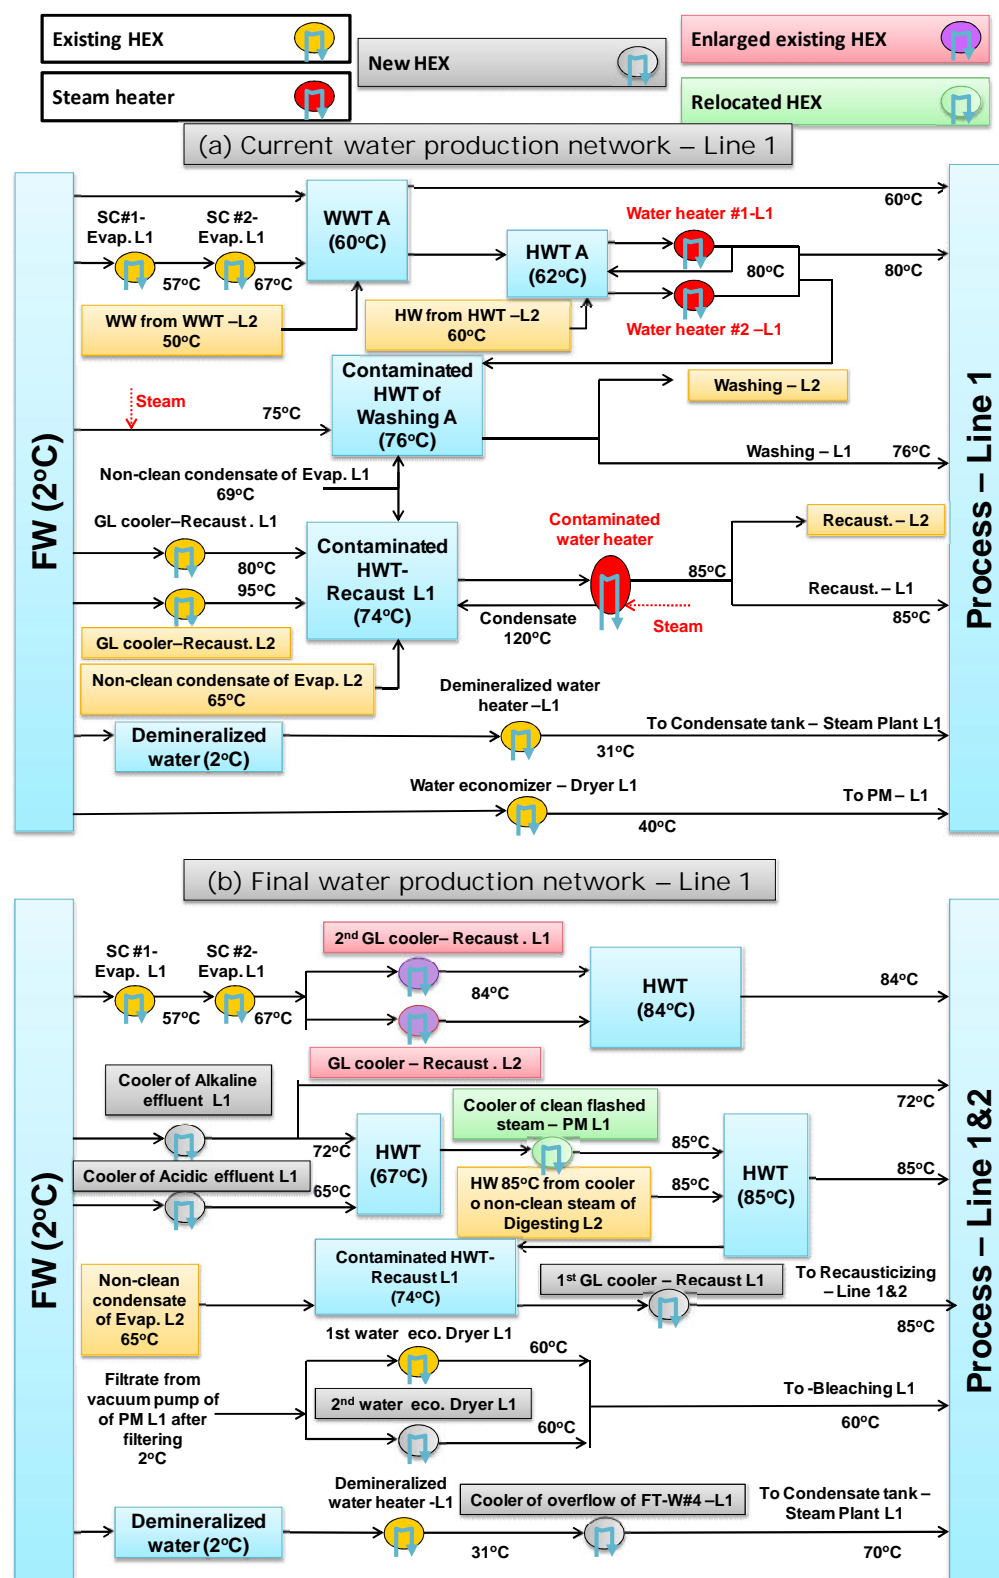 Existing HEX
New HEX
Enlarged existing HEX
Steam heater
Relocated HEX
(a) Current water production network – Line 1
FW (2°C)
Process – Line 1
SC#1-
Evap. L1
SC #2-
Evap. L1
57°C
67°C
WWT A
(60°C)
60°C
WW from WWT –L2
50°C
HWT A
(62°C)
HW from HWT –L2
60°C
Water heater #1-L1
80°C
80°C
Water heater #2 –L1
Steam
75°C
Contaminated
HWT of
Washing A
(76°C)
Washing – L2
Washing – L1
76°C
Non-clean condensate of Evap. L1
69°C
GL cooler–Recaust . L1
80°C
95°C
GL cooler–Recaust. L2
Contaminated
HWT-
Recaust L1
(74°C)
Contaminated
water heater
85°C
Recaust. – L2
Recaust. – L1
85°C
Condensate
120°C
Steam
Non-clean condensate of Evap. L2
65°C
Demineralized
water (2°C)
Demineralized water
heater –L1
31°C
To Condensate tank – Steam Plant L1
Water economizer – Dryer L1
40°C
To PM – L1
(b) Final water production network – Line 1
FW (2°C)
Process – Line 1&2
SC #1-
Evap. L1
SC #2-
Evap. L1
57°C
67°C
2nd GL cooler– Recaust . L1
84°C
HWT
(84°C)
84°C
GL cooler – Recaust . L2
Cooler of Alkaline
effluent L1
72°C
72°C
Cooler of Acidic effluent L1
65°C
HWT
(67°C)
Cooler of clean flashed
steam – PM L1
85°C
HW 85°C from cooler
o non-clean steam of
Digesting L2
85°C
HWT
(85°C)
85°C
Non-clean
condensate
of Evap. L2
65°C
Contaminated HWT-
Recaust L1
(74°C)
1st GL cooler – Recaust L1
To Recausticizing
– Line 1&2
85°C
Filtrate from
vacuum pump of
of PM L1 after
filtering
2°C
1st water eco. Dryer L1
60°C
2nd water eco. Dryer L1
60°C
To -Bleaching L1
60°C
Demineralized
water (2°C)
Demineralized
water heater -L1
31°C
Cooler of overflow of FT-W#4 –L1
To Condensate tank –
Steam Plant L1
70°C